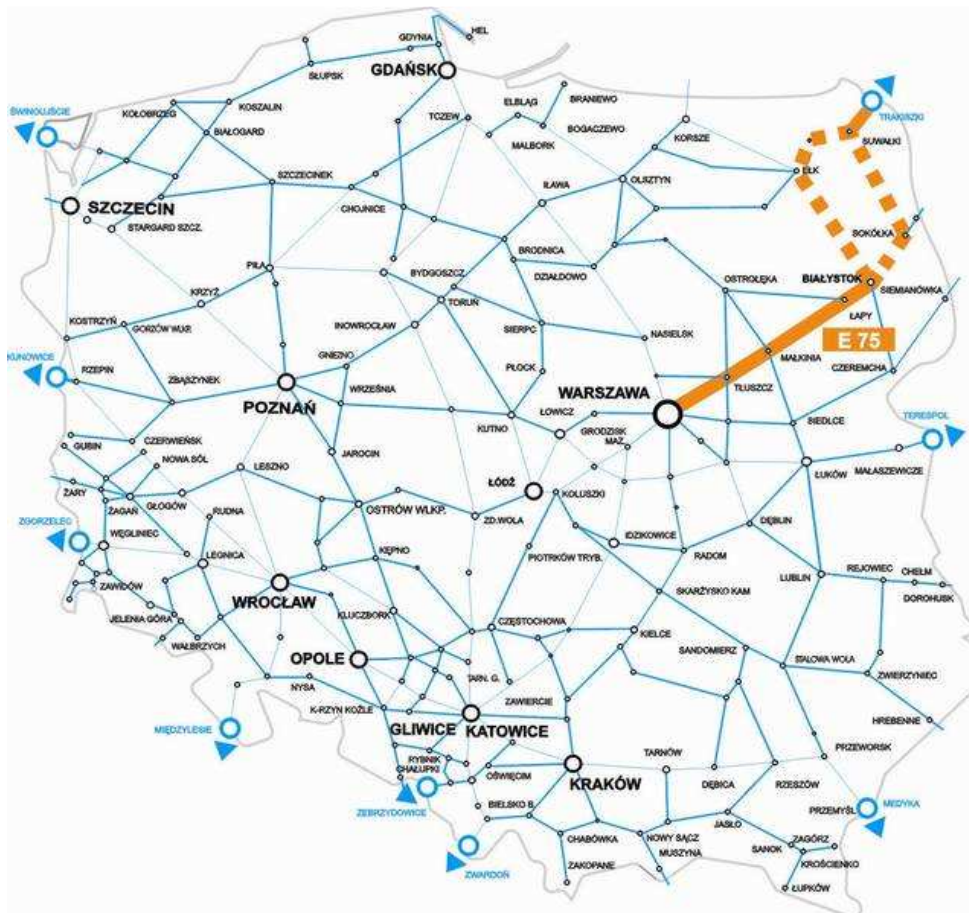 HEL
GDYNIA
SŁUPSK
GDAŃSK
ŚWINOUJŚCIE
KOŁOBRZEG
KOSZALIN
BIAŁOGARD
TCZEW
ELBLĄG
BRANIEWO
BOGACZEWO
MALBORK
KORSZE
TRAKISZKI
SUWAŁKI
EŁK
SZCZECIN
STARGARD SZCZ.
SZCZECINEK
CHOJNICE
IŁAWA
OLSZTYN
SOKÓŁKA
BRODNICA
DZIAŁDOWO
PIŁA
BYDGOSZCZ
TORUŃ
OSTROŁĘKA
BIAŁYSTOK
SIEMIANÓWKA
ŁAPY
KRZYŻ
KOSTRZYŃ
GORZÓW WLKP.
INOWROCŁAW
SIERPC
NASIELSK
E 75
KUNOWICE
RZEPIN
ZBĄSZYNEK
GNIEZNO
PŁOCK
MAŁKINIA
CZEREMCHA
TŁUSZCZ
WARSZAWA
POZNAŃ
WRZEŚNIA
KUTNO
ŁOWICZ
GRODZISK
MAZ.
SIEDLCE
TERESPOL
GUBIN
CZERWIEŃSK
NOWA SÓL
LESZNO
JAROCIN
ŁUKÓW
MAŁASZEWICZE
ŻARY
ŻAGAŃ
GŁOGÓW
RUDNA
ŁÓDŹ
KOLUSZKI
OSTRÓW WLKP.
ZD.WOLA
DĘBLIN
ZGORZELEC
WĘGLINIEC
LEGNICA
KĘPNO
PIOTRKÓW TRYB.
IDZIKOWICE
RADOM
LUBLIN
REJOWIEC
CHEŁM
DOROHUSK
ZAWIDÓW
WROCŁAW
SKARŻYSKO KAM
JELENIA GÓRA
KLUCZBORK
CZĘSTOCHOWA
KIELCE
WAŁBRZYCH
OPOLE
SANDOMIERZ
STALOWA WOLA
ZWIERZYNIEC
NYSA
TARN. G.
ZAWIERCIE
K-RZYN KOŹLE
MIĘDZYLESIE
GLIWICE
KATOWICE
HREBENNE
RYBNIK
CHAŁUPKI
OŚWIĘCIM
KRAKÓW
TARNÓW
DĘBICA
RZESZÓW
PRZEWORSK
ZEBRZYDOWICE
BIELSKO B.
PRZEMYŚL
MEDYKA
ZWARDOŃ
CHABÓWKA
NOWY SĄCZ
JASŁO
ZAKOPANE
MUSZYNA
SANOK
ZAGÓRZ
KROŚCIENKO
ŁUPKÓW